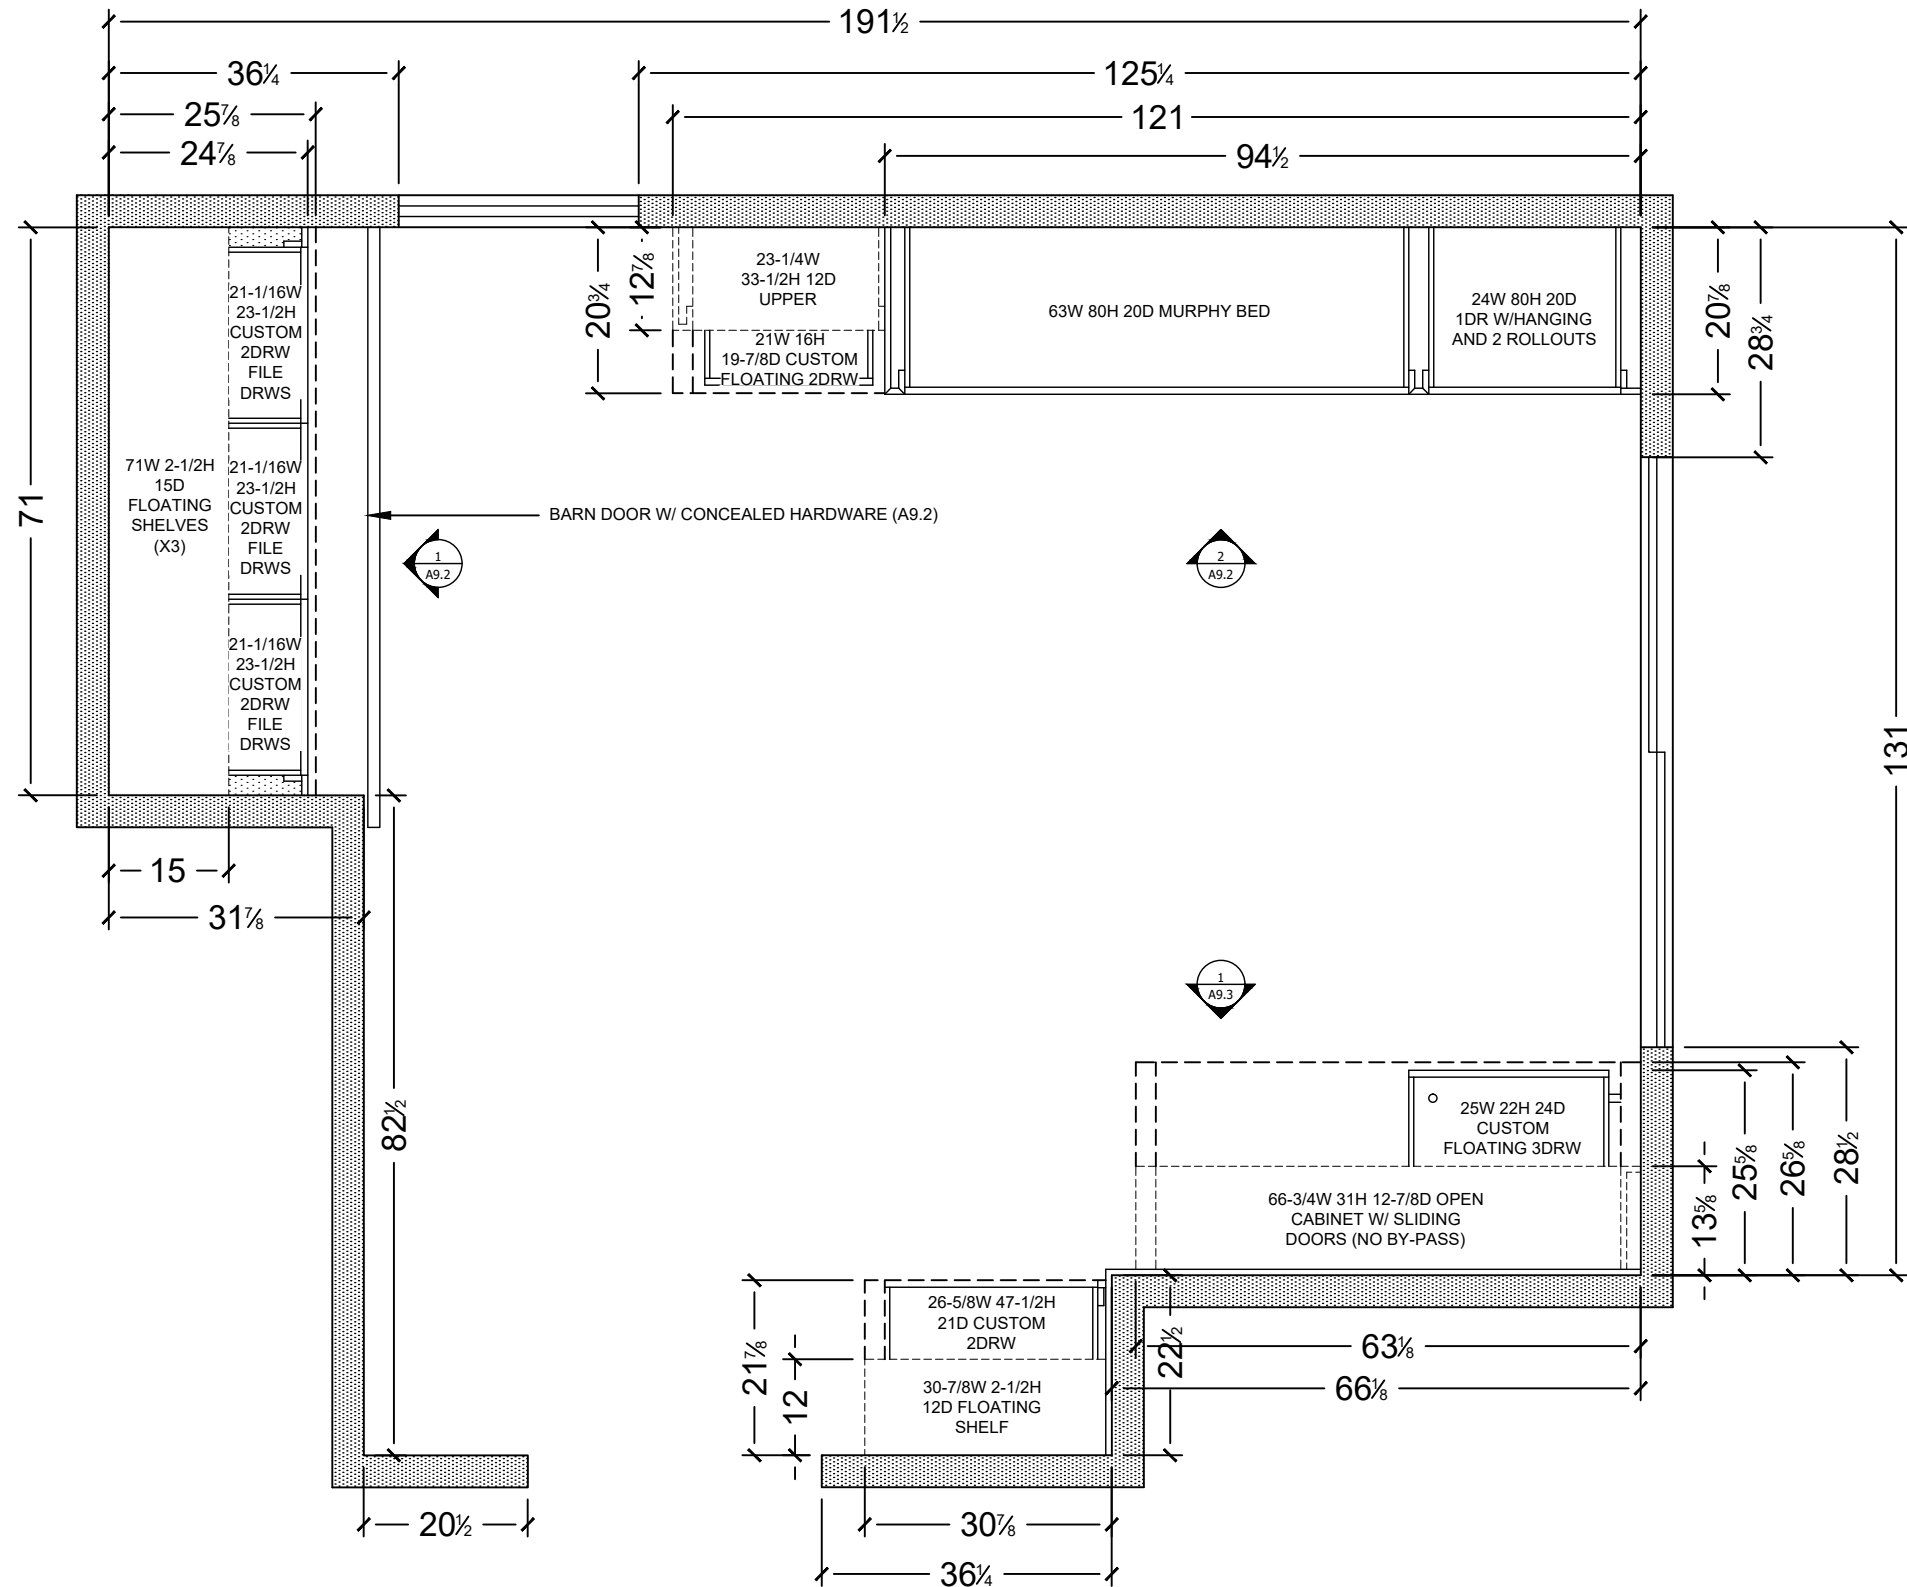 191½
36¼
125¼
25⅞
121
24⅞
94½
71
20¾
12⅞
20⅞
28¾
131
23-1/4W
33-1/2H 12D
UPPER
21W 16H
19-7/8D CUSTOM
FLOATING 2DRW
63W 80H 20D MURPHY BED
24W 80H 20D
1DR W/HANGING
AND 2 ROLLOUTS
71W 2-1/2H
15D
FLOATING
SHELVES
(X3)
21-1/16W
23-1/2H
CUSTOM
2DRW
FILE
DRWS
21-1/16W
23-1/2H
CUSTOM
2DRW
FILE
DRWS
21-1/16W
23-1/2H
CUSTOM
2DRW
FILE
DRWS
BARN DOOR W/ CONCEALED HARDWARE (A9.2)
1
A9.2
2
A9.2
15
31⅞
82½
1
A9.3
25W 22H 24D
CUSTOM
FLOATING 3DRW
66-3/4W 31H 12-7/8D OPEN
CABINET W/ SLIDING
DOORS (NO BY-PASS)
13⅝
25⅝
26⅝
28½
26-5/8W 47-1/2H
21D CUSTOM
2DRW
30-7/8W 2-1/2H
12D FLOATING
SHELF
21⅞
12
22½
63⅛
66⅛
20½
30⅞
36¼